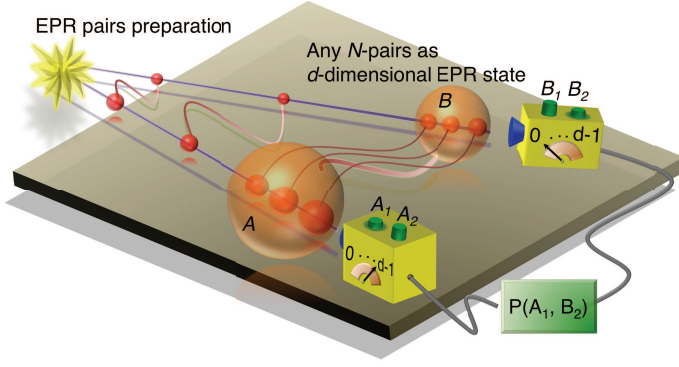 EPR pairs preparation
Any N-pairs as
d-dimensional EPR state
B
B₁ B₂
0 ...d-1
A
A₁ A₂
0...d-1
P(A₁, B₂)